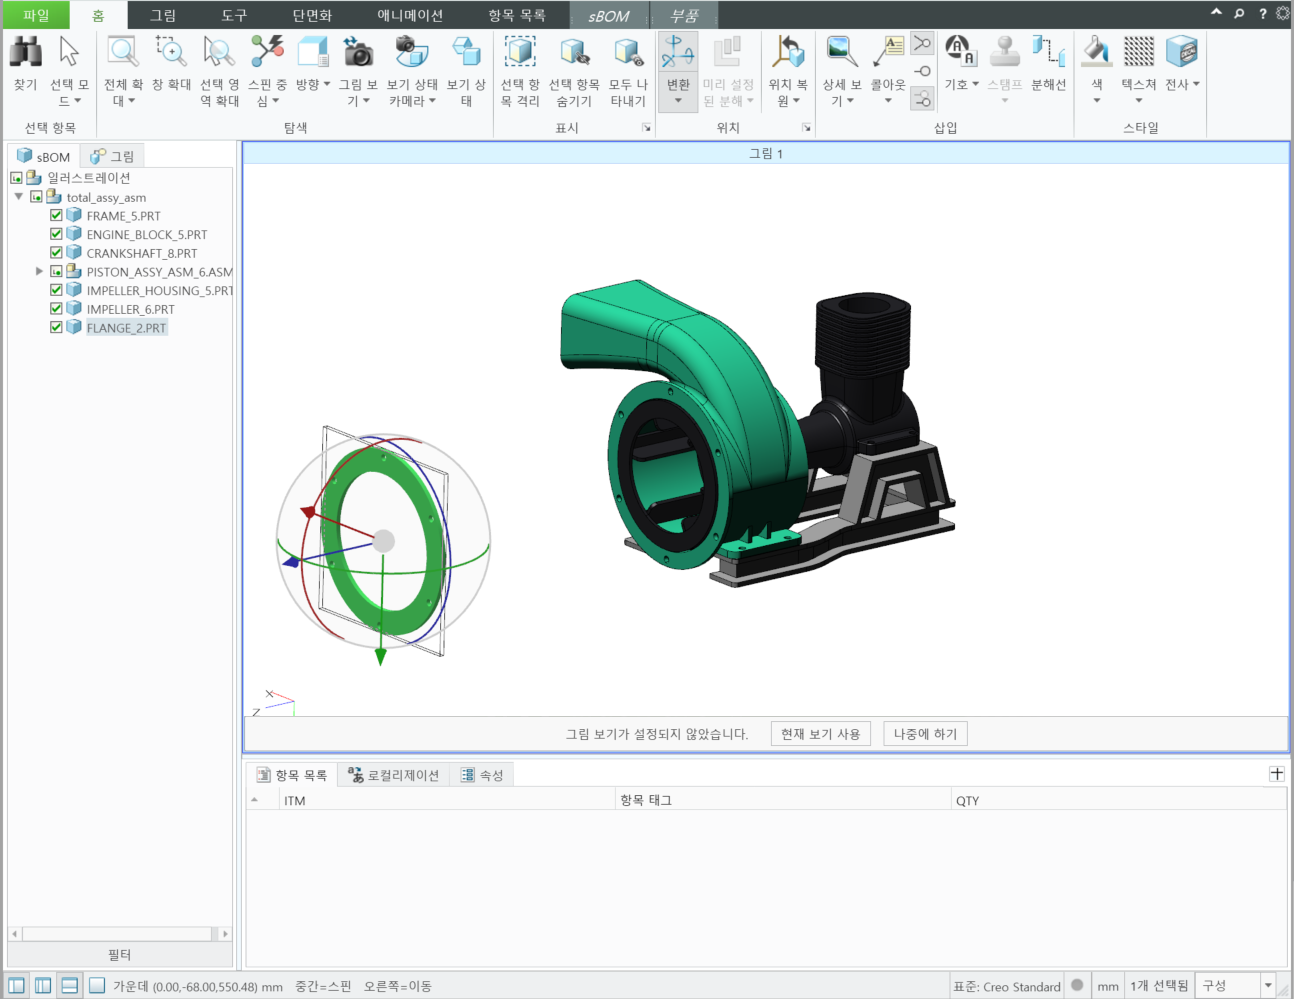 파일 홈 그림 도구 단면화 애니메이션 항목 목록 sBOM 부품
찾기 선택 모드 전체 확대 창 확대 선택 영역 확대 스핀 중심 방향 그림 보기 보기 상태 카메라 보기 상태 선택 항목 격리 선택 항목 숨기기 모두 나타내기 변환 미리 설정된 분해 위치 복원 상세 보기 콜아웃 기호 스탬프 분해선 색 텍스쳐 전사
선택 항목 탐색 표시 위치 삽입 스타일
sBOM 그림
일러스트레이션
total_assy_asm
FRAME_5.PRT
ENGINE_BLOCK_5.PRT
CRANKSHAFT_8.PRT
PISTON_ASSY_ASM_6.ASM
IMPELLER_HOUSING_5.PRT
IMPELLER_6.PRT
FLANGE_2.PRT
필터
그림 1
X
Z
그림 보기가 설정되지 않았습니다. 현재 보기 사용 나중에 하기
항목 목록 로컬리제이션 속성
ITM 항목 태그 QTY
가운데 (0.00,-68.00,550.48) mm 중간=스핀 오른쪽=이동 표준: Creo Standard mm 1개 선택됨 구성